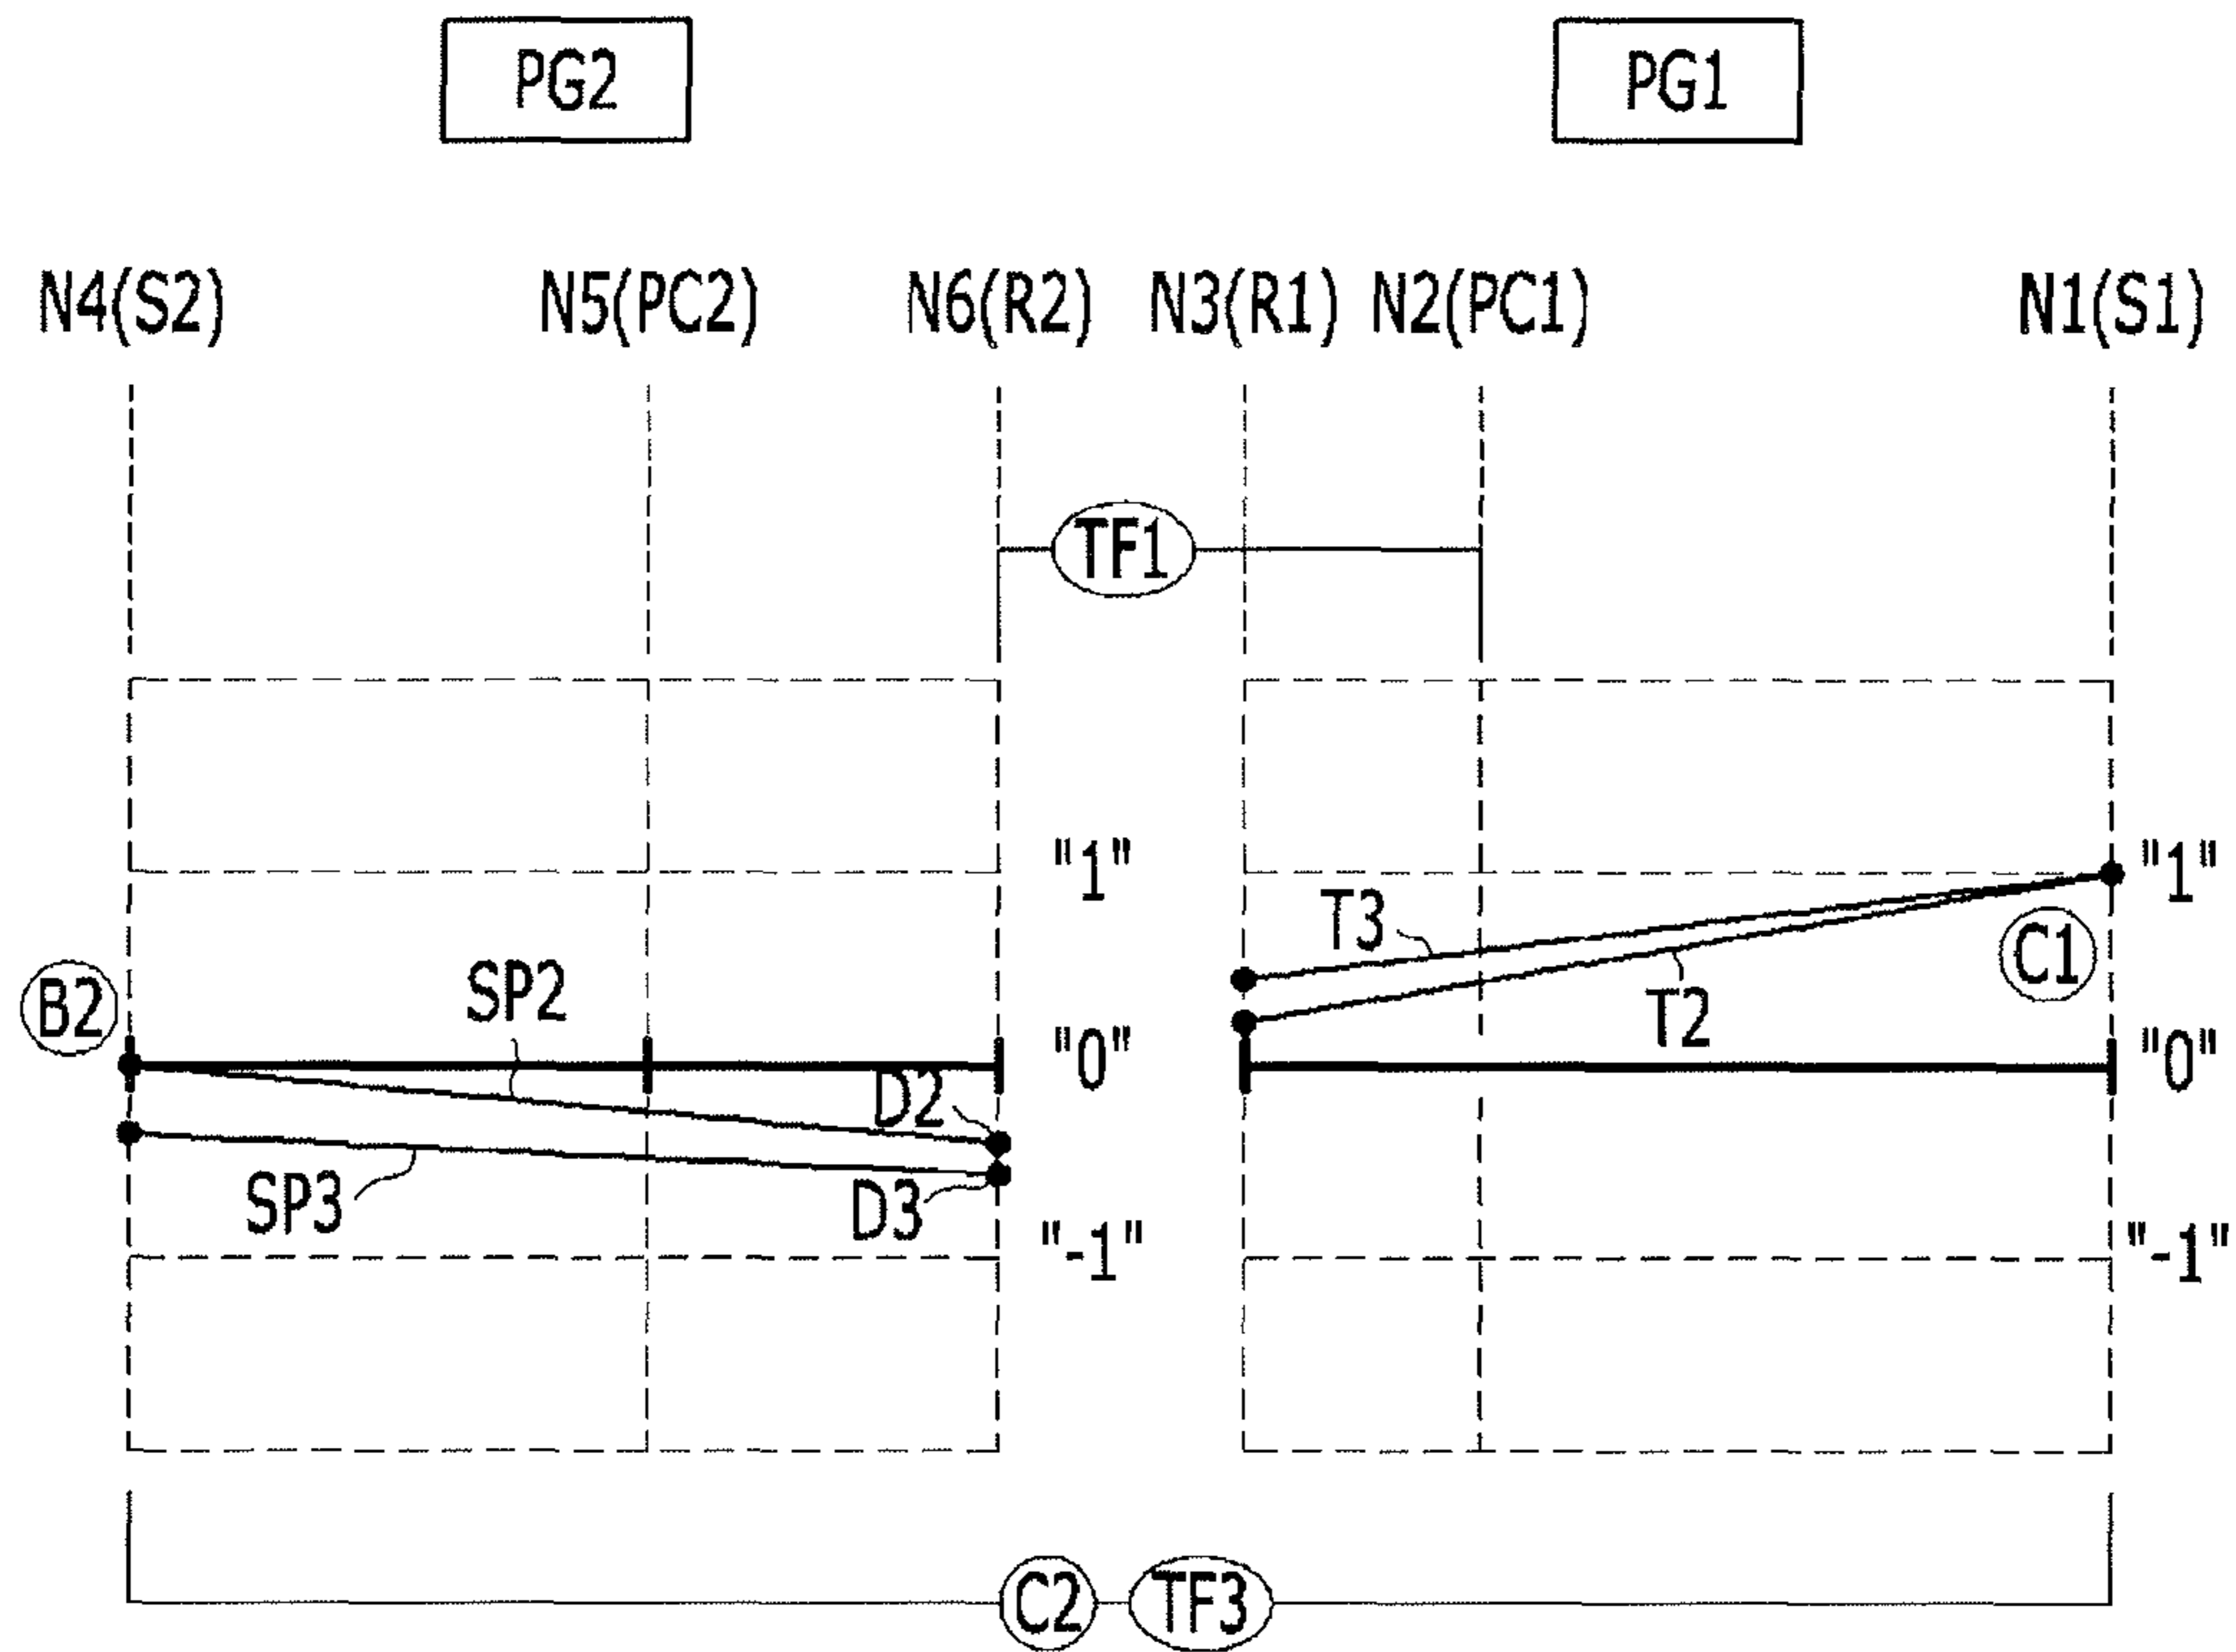 PG2 PG1
N4(S2) N5(PC2) N6(R2) N3(R1) N2(PC1) N1(S1)
TF1
"1" "1"
T3
C1
B2 SP2 T2
"0" "0"
D2
SP3 D3
"-1" "-1"
C2 TF3